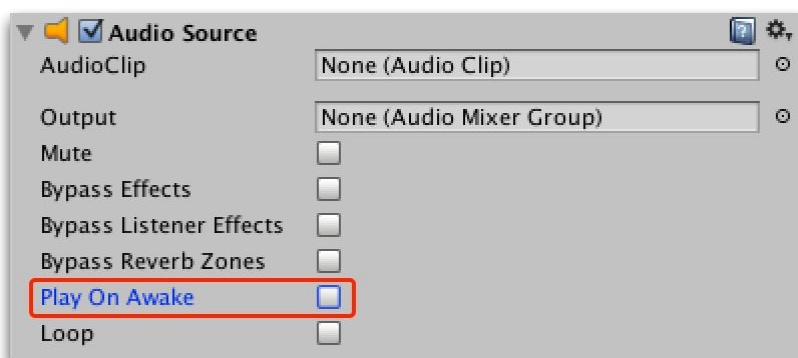 Audio Source
AudioClip None (Audio Clip)
Output None (Audio Mixer Group)
Mute
Bypass Effects
Bypass Listener Effects
Bypass Reverb Zones
Play On Awake
Loop